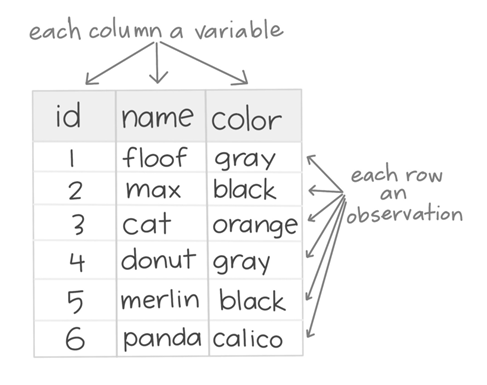 each column a variable
id name color
1 floof gray
2 max black
3 cat orange
4 donut gray
5 merlin black
6 panda calico
each row
an
observation